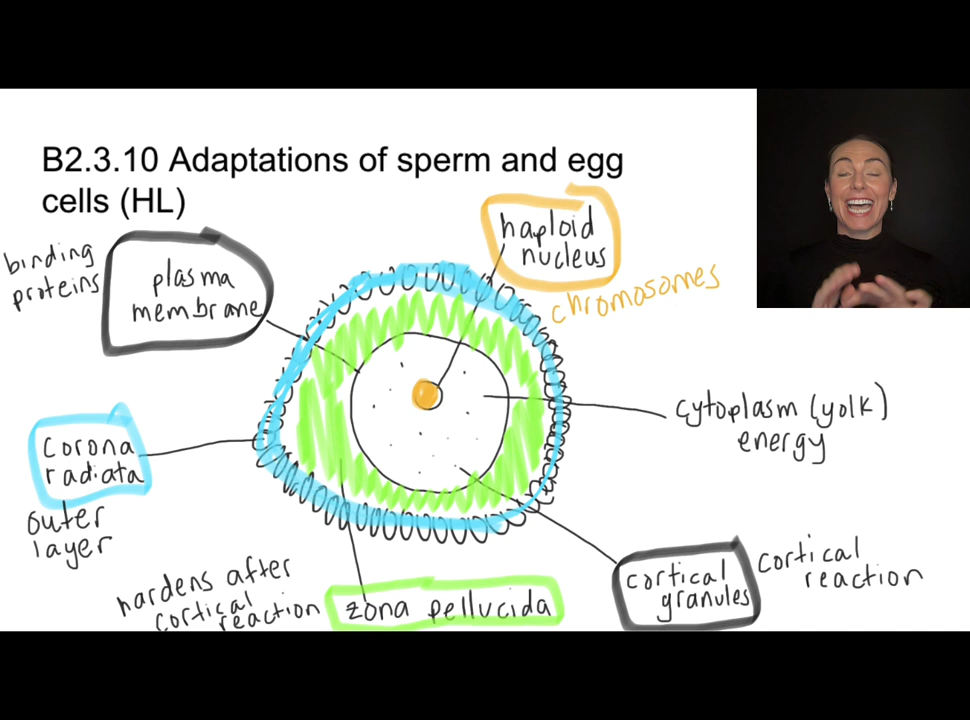 B2.3.10 Adaptations of sperm and egg
cells (HL)
binding
proteins
plasma
membrane
haploid
nucleus
chromosomes
cytoplasm (yolk)
energy
Corona
radiata
outer
layer
hardens after
cortical
reaction
zona pellucida
cortical
granules
cortical
reaction